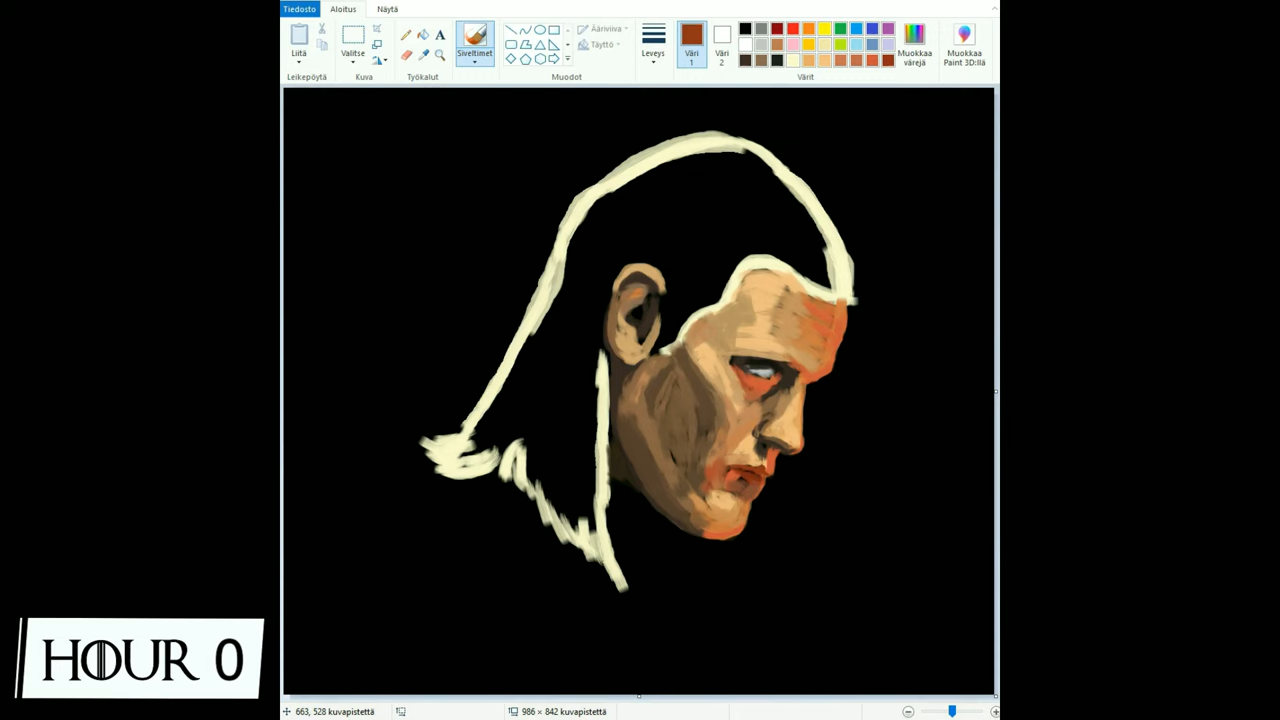 Tiedosto Aloitus Näytä
Liitä
Valitse
A
Siveltimet
Ääriviiva
Täyttö
Leveys
Väri
1
Väri
2
Muokkaa
värejä
Muokkaa
Paint 3D:llä
Leikepöytä Kuva Työkalut Muodot Värit
HOUR 0
663, 528 kuvapistettä 986 × 842 kuvapistettä